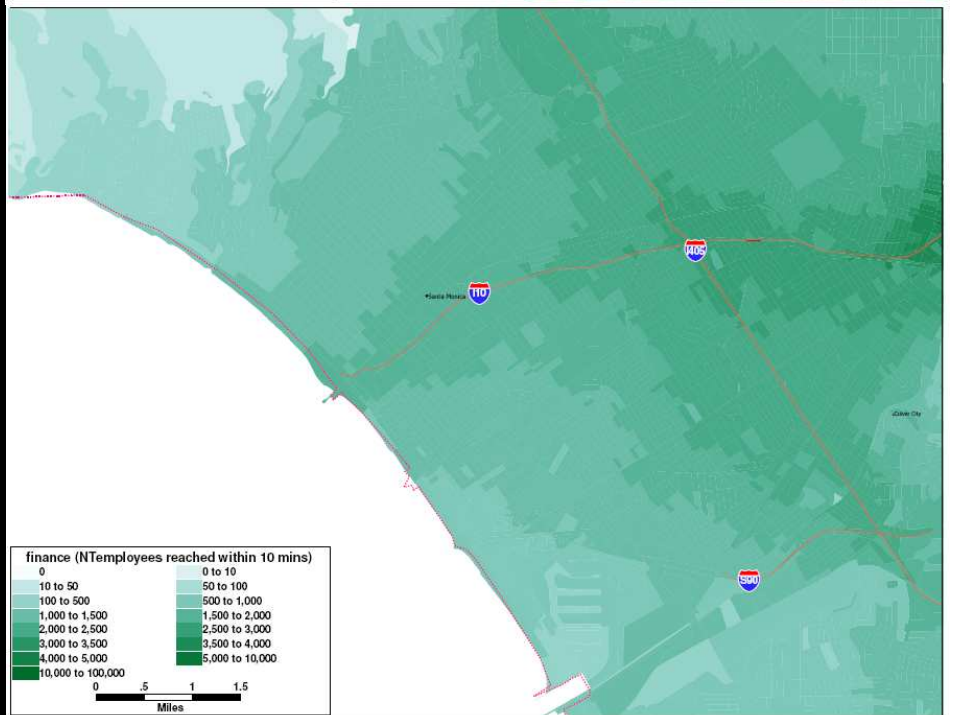 I405
I10
Santa Monica
Culver City
S90
finance (NTemployees reached within 10 mins)
0 0 to 10
10 to 50 50 to 100
100 to 500 500 to 1,000
1,000 to 1,500 1,500 to 2,000
2,000 to 2,500 2,500 to 3,000
3,000 to 3,500 3,500 to 4,000
4,000 to 5,000 5,000 to 10,000
10,000 to 100,000
0 .5 1 1.5
Miles